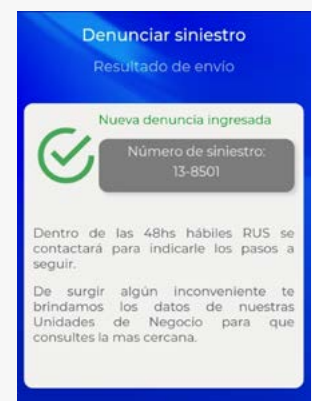 Denunciar siniestro
Resultado de envío
Nueva denuncia ingresada
Número de siniestro:
13-8501
Dentro de las 48hs hábiles RUS se
contactará para indicarle los pasos a
seguir.
De surgir algún inconveniente te
brindamos los datos de nuestras
Unidades de Negocio para que
consultes la mas cercana.